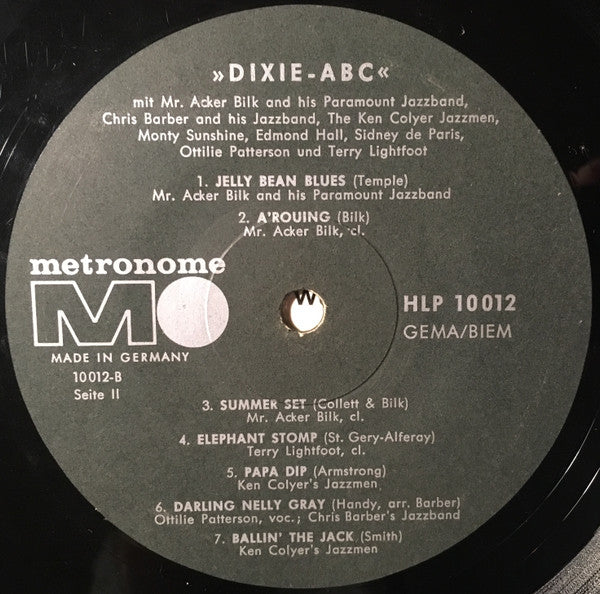 »DIXIE-ABC«
mit Mr. Acker Bilk and his Paramount Jazzband,
Chris Barber and his Jazzband, The Ken Colyer Jazzmen,
Monty Sunshine, Edmond Hall, Sidney de Paris,
Ottilie Patterson und Terry Lightfoot
1. JELLY BEAN BLUES (Temple)
Mr. Acker Bilk and his Paramount Jazzband
2. A'ROUING (Bilk)
Mr. Acker Bilk, cl.
metronome
MADE IN GERMANY
10012-B
Seite II
W
HLP 10012
GEMA/BIEM
3. SUMMER SET (Collett & Bilk)
Mr. Acker Bilk, cl.
4. ELEPHANT STOMP (St. Gery-Alferay)
Terry Lightfoot, cl.
5. PAPA DIP (Armstrong)
Ken Colyer's Jazzmen
6. DARLING NELLY GRAY (Handy, arr. Barber)
Ottilie Patterson, voc.; Chris Barber's Jazzband
7. BALLIN' THE JACK (Smith)
Ken Colyer's Jazzmen